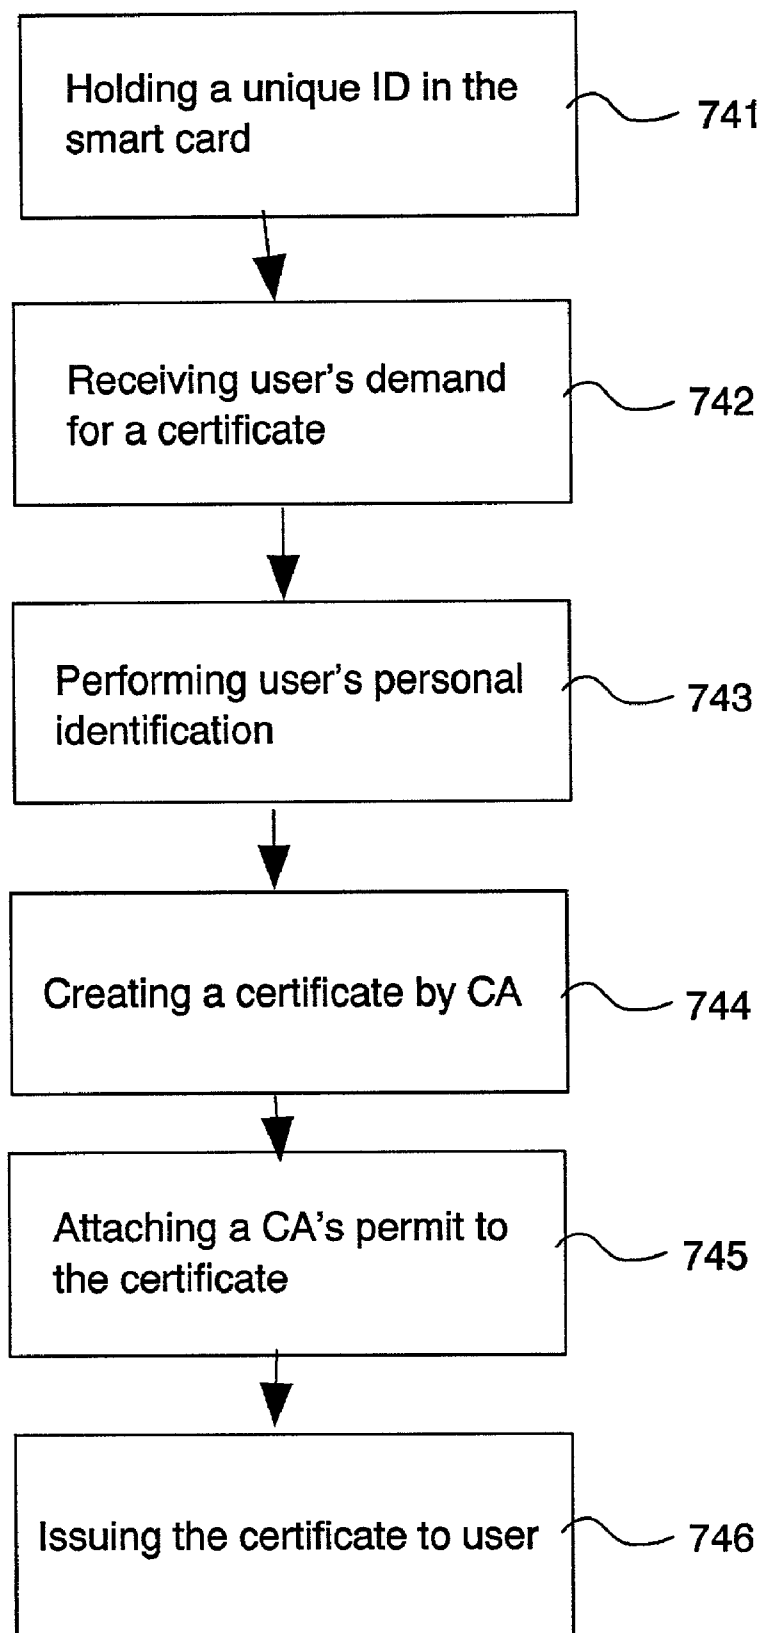 Holding a unique ID in the
smart card
741
Receiving user's demand
for a certificate
742
Performing user's personal
identification
743
Creating a certificate by CA
744
Attaching a CA's permit to
the certificate
745
Issuing the certificate to user
746